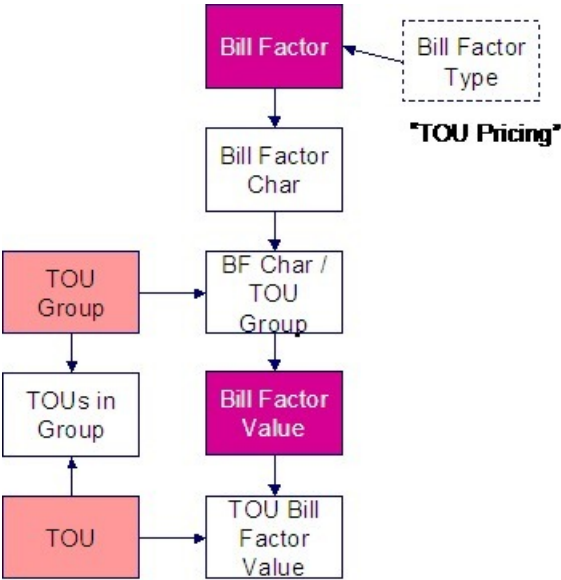 Bill Factor
Bill Factor
Type
"TOU Pricing"
Bill Factor
Char
TOU
Group
BF Char /
TOU
Group
TOUs in
Group
Bill Factor
Value
TOU
TOU Bill
Factor
Value